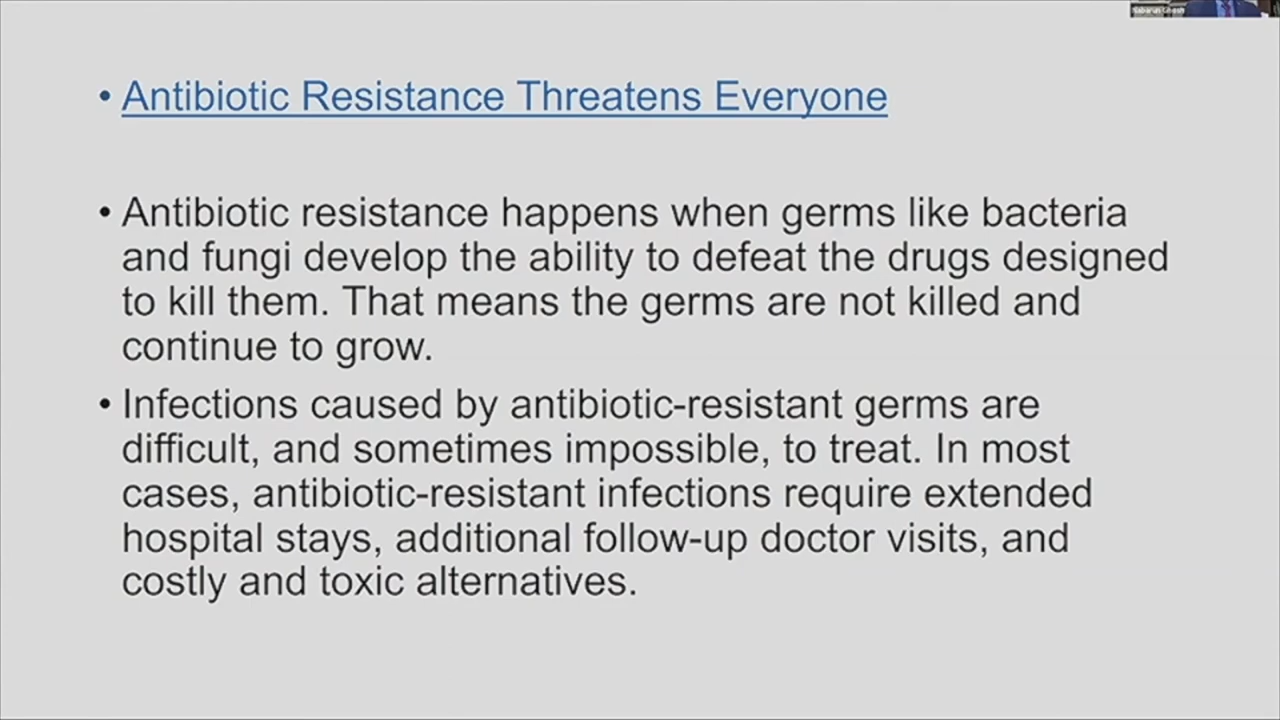 • Antibiotic Resistance Threatens Everyone
• Antibiotic resistance happens when germs like bacteria
and fungi develop the ability to defeat the drugs designed
to kill them. That means the germs are not killed and
continue to grow.
• Infections caused by antibiotic-resistant germs are
difficult, and sometimes impossible, to treat. In most
cases, antibiotic-resistant infections require extended
hospital stays, additional follow-up doctor visits, and
costly and toxic alternatives.